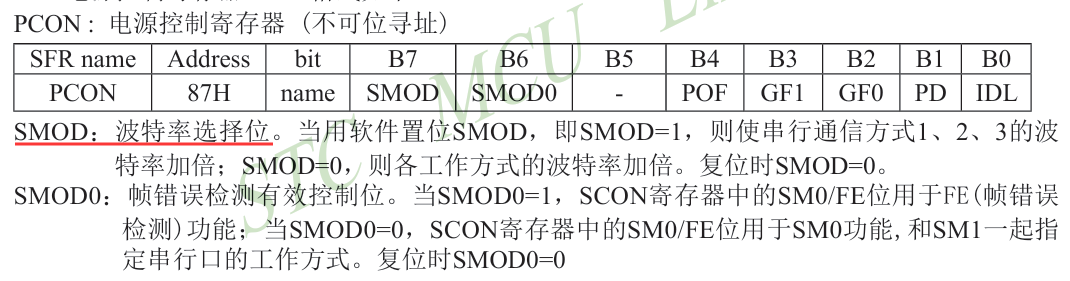 PCON : 电源控制寄存器 (不可位寻址)
SFR name Address bit B7 B6 B5 B4 B3 B2 B1 B0
PCON 87H name SMOD SMOD0 - POF GF1 GF0 PD IDL
SMOD: 波特率选择位。当用软件置位SMOD，即SMOD=1，则使串行通信方式1、2、3的波
特率加倍；SMOD=0，则各工作方式的波特率加倍。复位时SMOD=0。
SMOD0: 帧错误检测有效控制位。当SMOD0=1，SCON寄存器中的SM0/FE位用于FE(帧错误
检测)功能；当SMOD0=0，SCON寄存器中的SM0/FE位用于SM0功能,和SM1一起指
定串行口的工作方式。复位时SMOD0=0
STC MCU